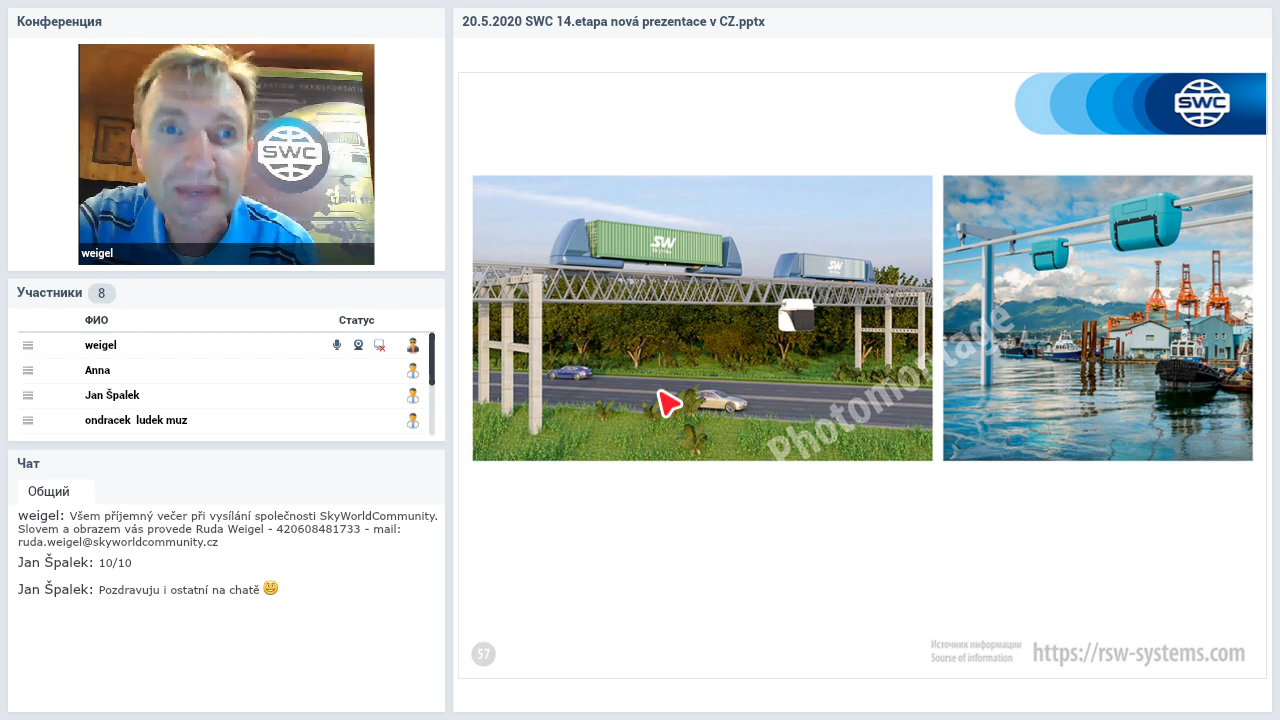 Конференция
SWC
weigel
Участники 8
ФИО Статус
weigel
Anna
Jan Špalek
ondracek ludek muz
Чат
Общий
weigel: Všem příjemný večer při vysílání společnosti SkyWorldCommunity.
Slovem a obrazem vás provede Ruda Weigel - 420608481733 - mail:
ruda.weigel@skyworldcommunity.cz
Jan Špalek: 10/10
Jan Špalek: Pozdravuju i ostatní na chatě
20.5.2020 SWC 14.etapa nová prezentace v CZ.pptx
SWC
SW
SW
Photomontage
57
Источник информации
Sourse of information
https://rsw-systems.com